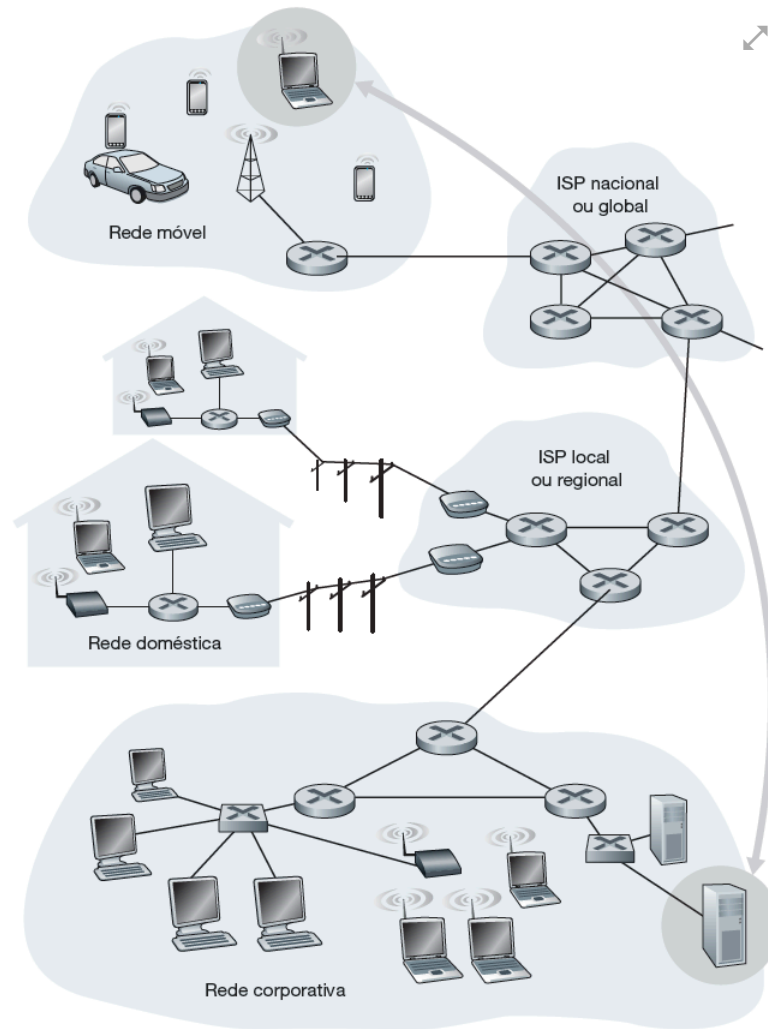 Rede móvel
ISP nacional
ou global
ISP local
ou regional
Rede doméstica
Rede corporativa